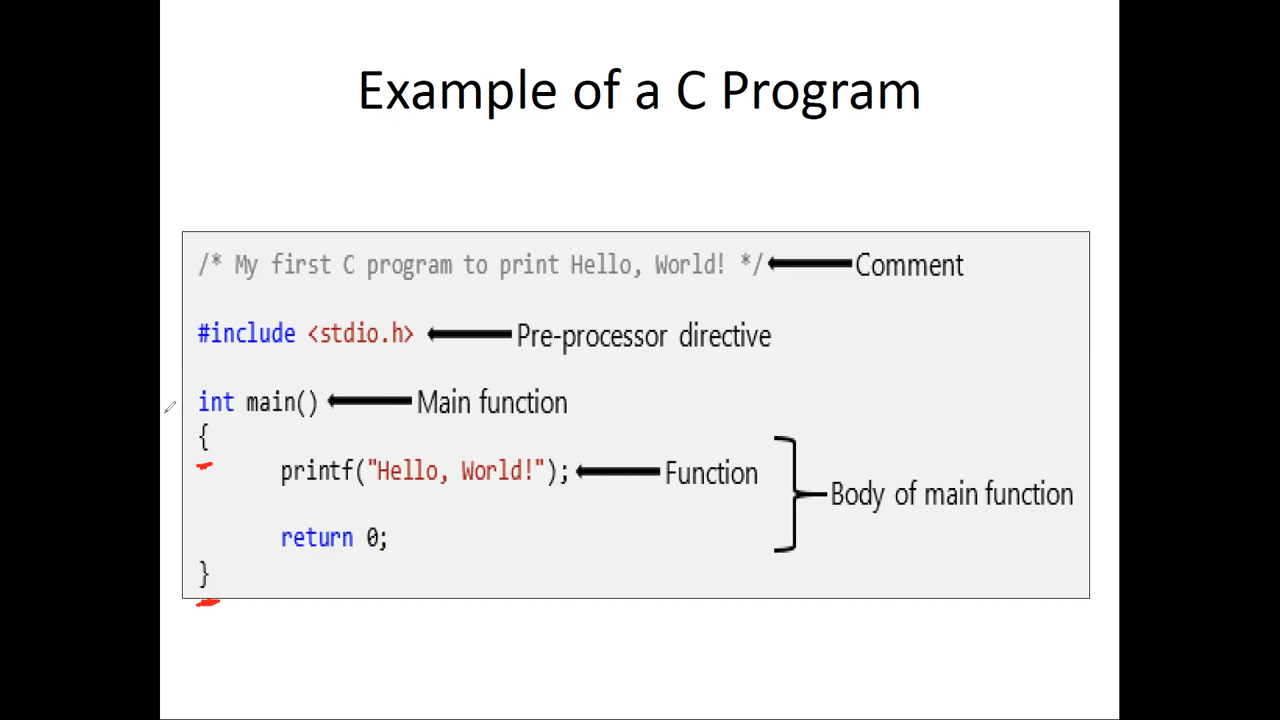 Example of a C Program
/* My first C program to print Hello, World! */ Comment
#include <stdio.h> Pre-processor directive
int main() Main function
{
printf("Hello, World!"); Function
Body of main function
return 0;
}